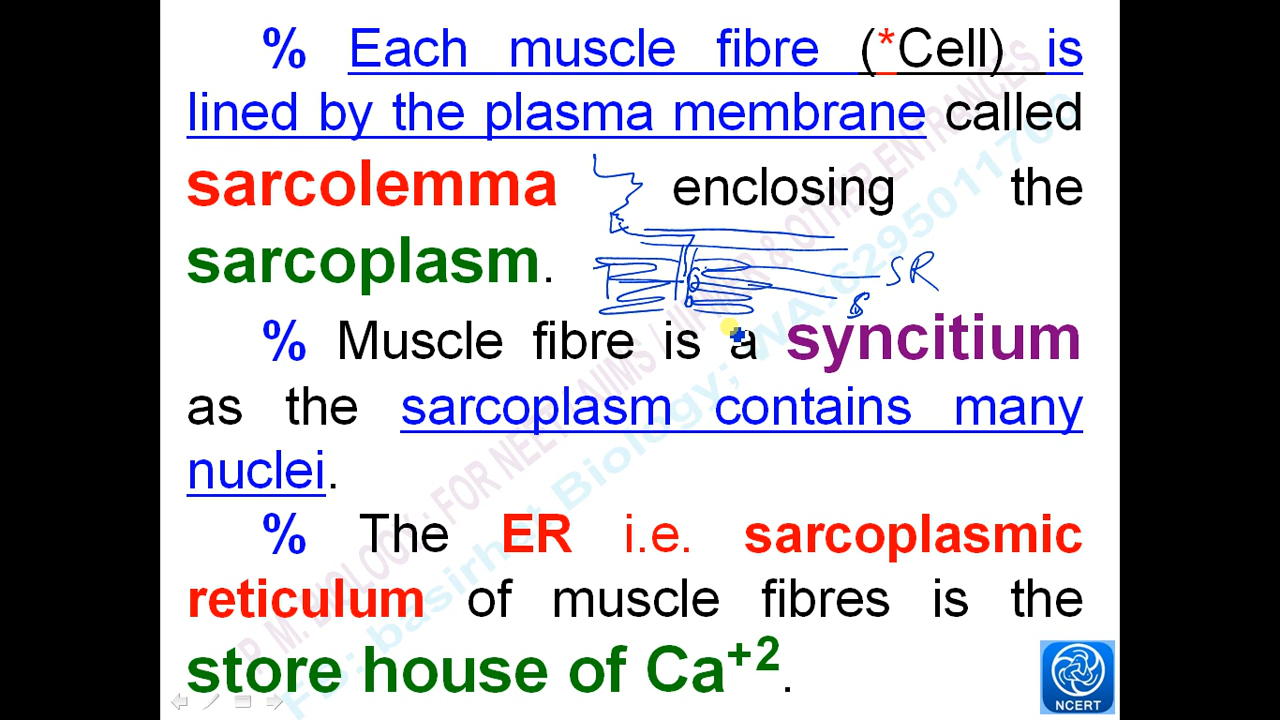 % Each muscle fibre (*Cell) is
lined by the plasma membrane called
sarcolemma enclosing the
sarcoplasm.
SR
% Muscle fibre is a syncitium
as the sarcoplasm contains many
nuclei.
% The ER i.e. sarcoplasmic
reticulum of muscle fibres is the
store house of Ca+2.
NCERT